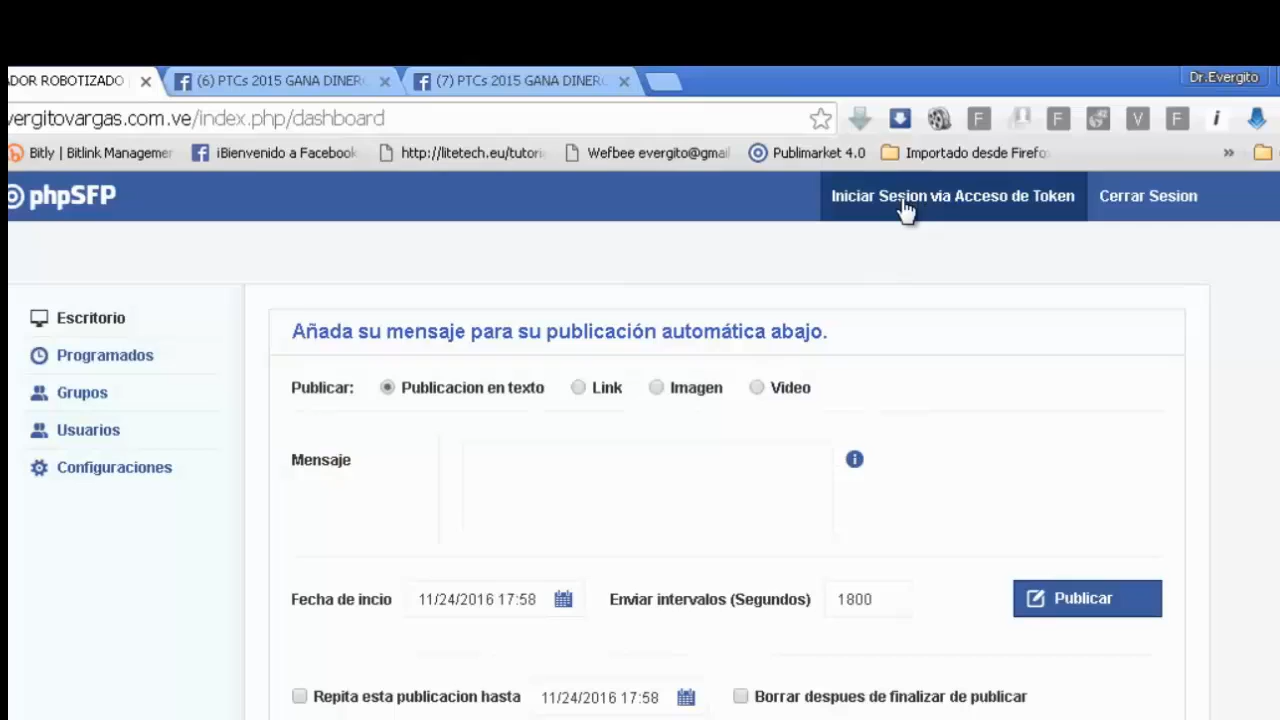 DOR ROBOTIZADO (6) PTCs 2015 GANA DINER (7) PTCs 2015 GANA DINER Dr.Evergito
vergitovargas.com.ve/index.php/dashboard F F V F i
Bitly | Bitlink Managemer iBienvenido a Facebook http://litetech.eu/tutori Wefbee evergito@gmail Publimarket 4.0 Importado desde Firefo »
phpSFP Iniciar Sesion via Acceso de Token Cerrar Sesion
Escritorio
Programados
Grupos
Usuarios
Configuraciones
Añada su mensaje para su publicación automática abajo.
Publicar: Publicacion en texto Link Imagen Video
Mensaje
Fecha de incio 11/24/2016 17:58 Enviar intervalos (Segundos) 1800 Publicar
Repita esta publicacion hasta 11/24/2016 17:58 Borrar despues de finalizar de publicar